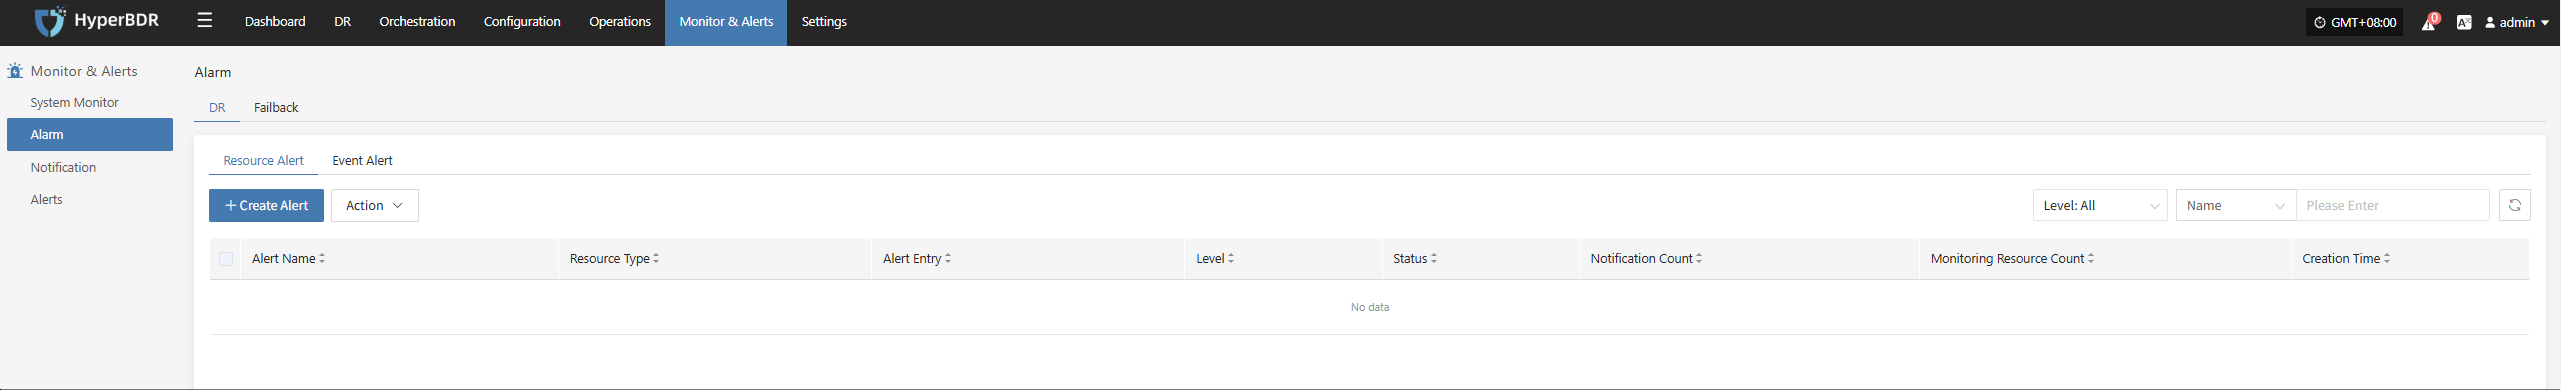 HyperBDR
Dashboard DR Orchestration Configuration Operations Monitor & Alerts Settings
GMT+08:00 0 admin
Monitor & Alerts
System Monitor
Alarm
Notification
Alerts
Alarm
DR Failback
Resource Alert Event Alert
+ Create Alert Action Level: All Name Please Enter
Alert Name Resource Type Alert Entry Level Status Notification Count Monitoring Resource Count Creation Time
No data